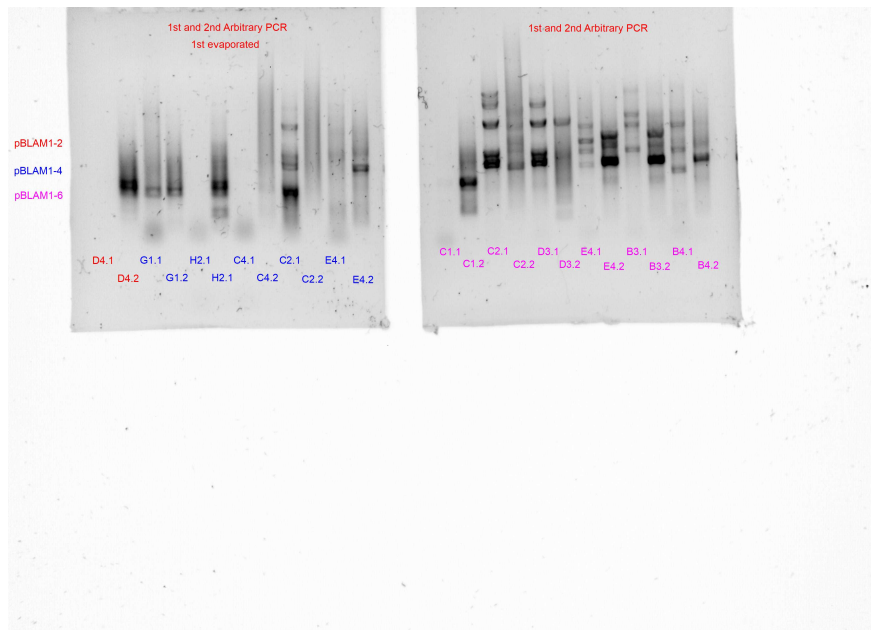 1st and 2nd Arbitrary PCR
1st evaporated
1st and 2nd Arbitrary PCR
pBLAM1-2
pBLAM1-4
pBLAM1-6
D4.1 G1.1 H2.1 C4.1 C2.1 E4.1
D4.2 G1.2 H2.1 C4.2 C2.2 E4.2
C1.1 C2.1 D3.1 E4.1 B3.1 B4.1
C1.2 C2.2 D3.2 E4.2 B3.2 B4.2